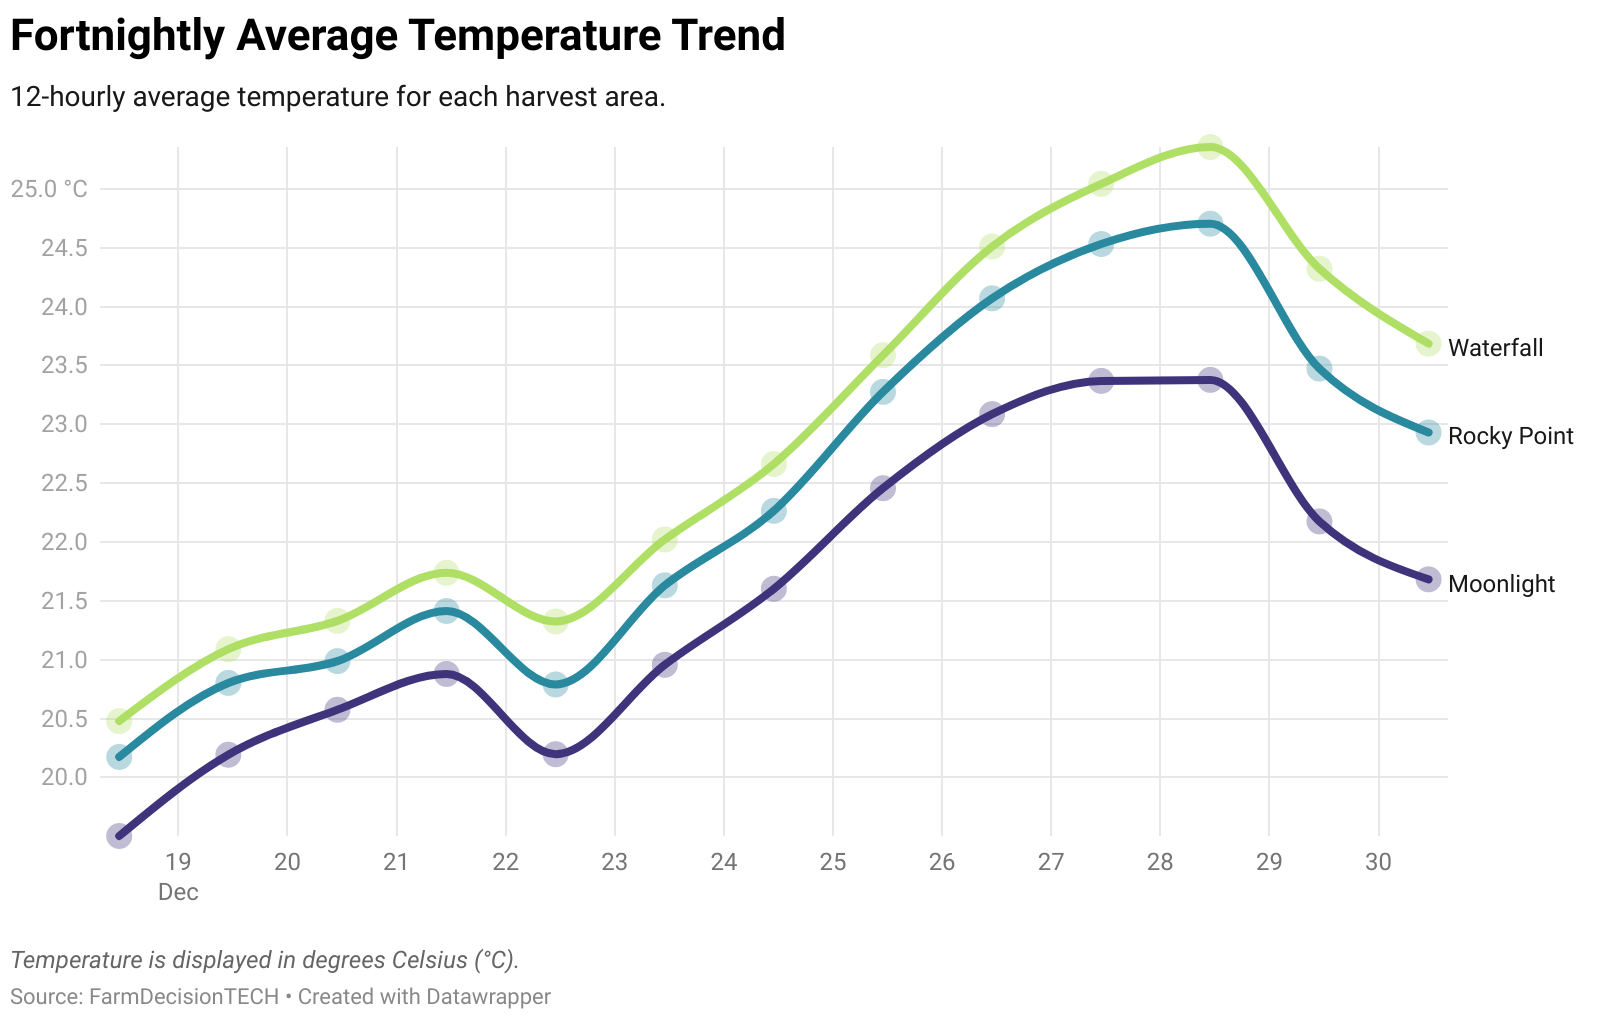 Fortnightly Average Temperature Trend
12-hourly average temperature for each harvest area.
25.0 °C
24.5
24.0
23.5
23.0
22.5
22.0
21.5
21.0
20.5
20.0
Waterfall
Rocky Point
Moonlight
19 20 21 22 23 24 25 26 27 28 29 30
Dec
Temperature is displayed in degrees Celsius (°C).
Source: FarmDecisionTECH • Created with Datawrapper